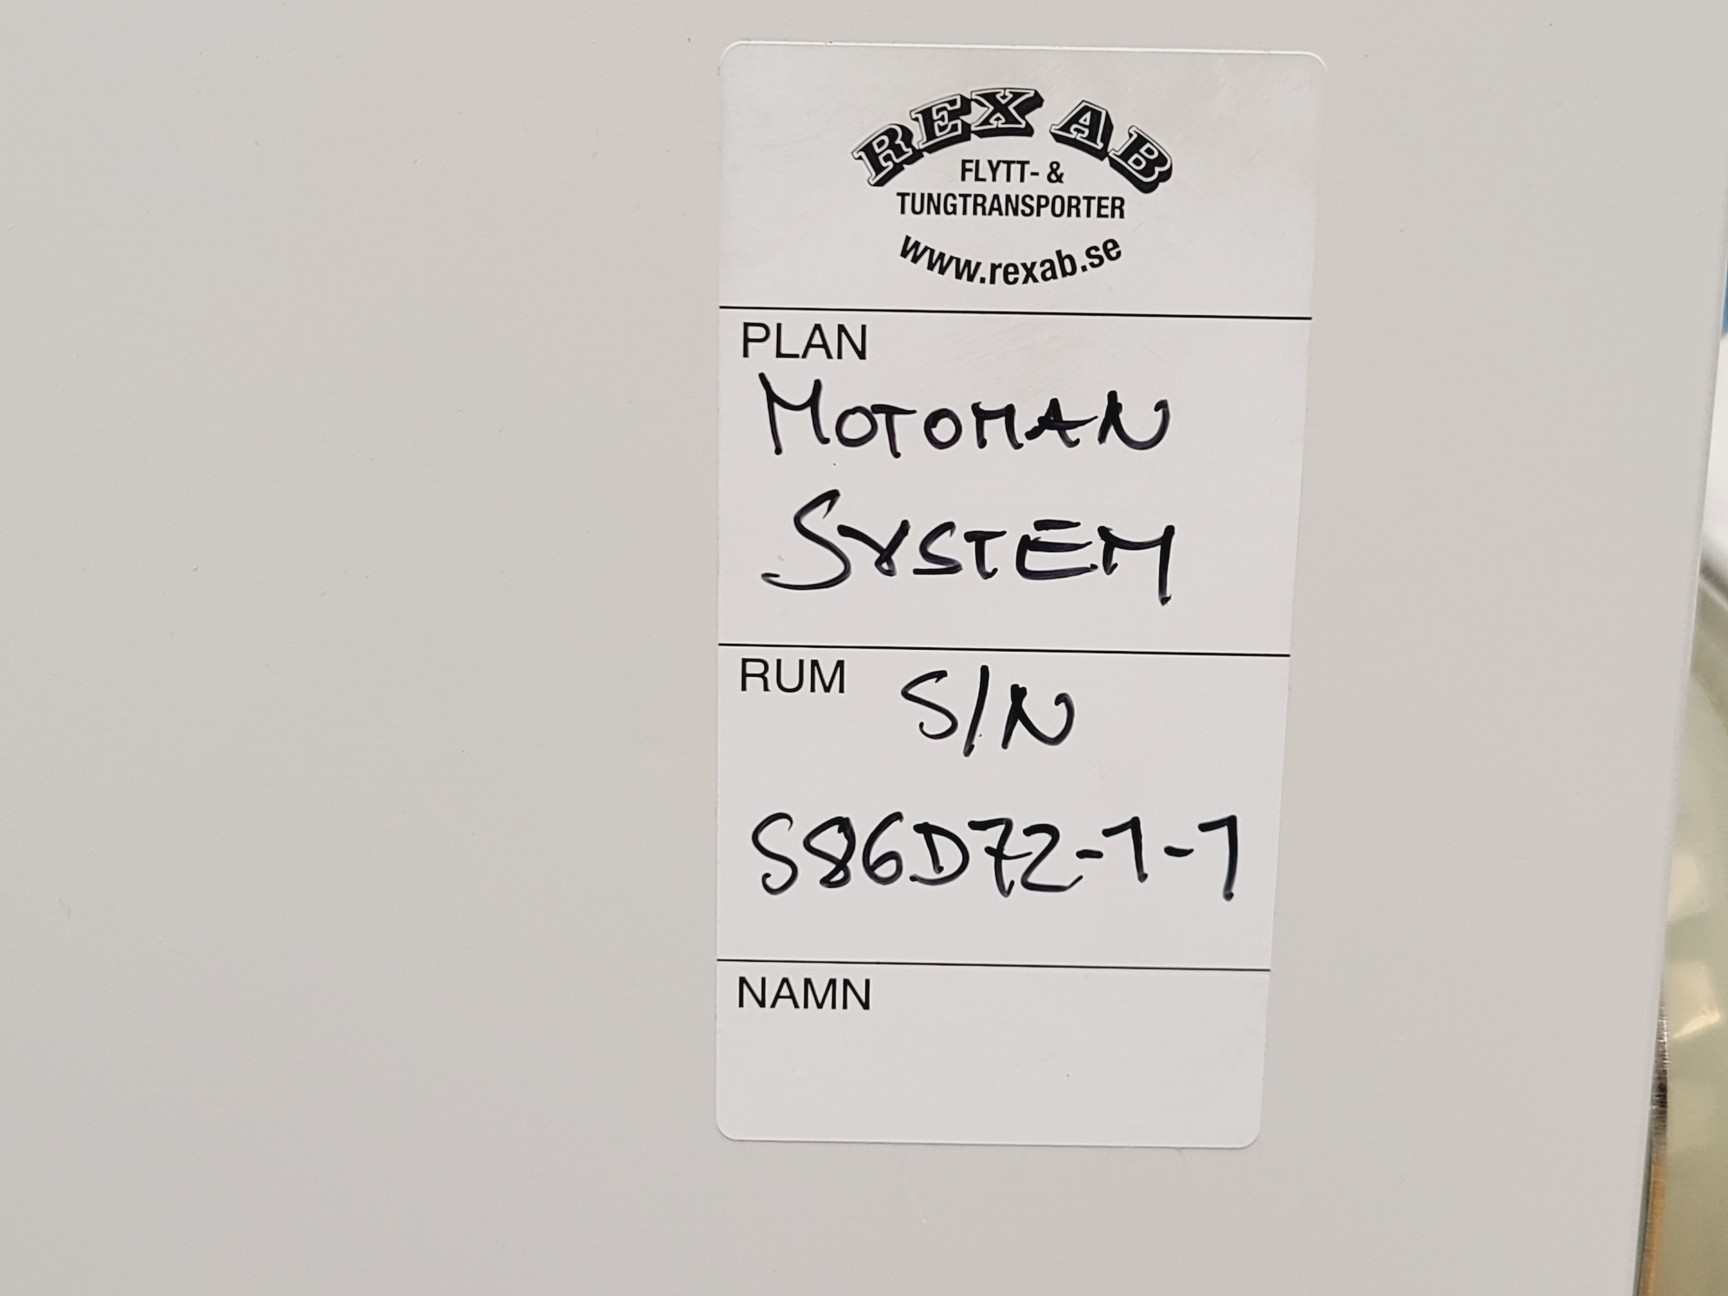 REX AB
FLYTT- &
TUNGTRANSPORTER
www.rexab.se
PLAN
MOTOMAN
SYSTEM
RUM S/N
S86D72-1-1
NAMN